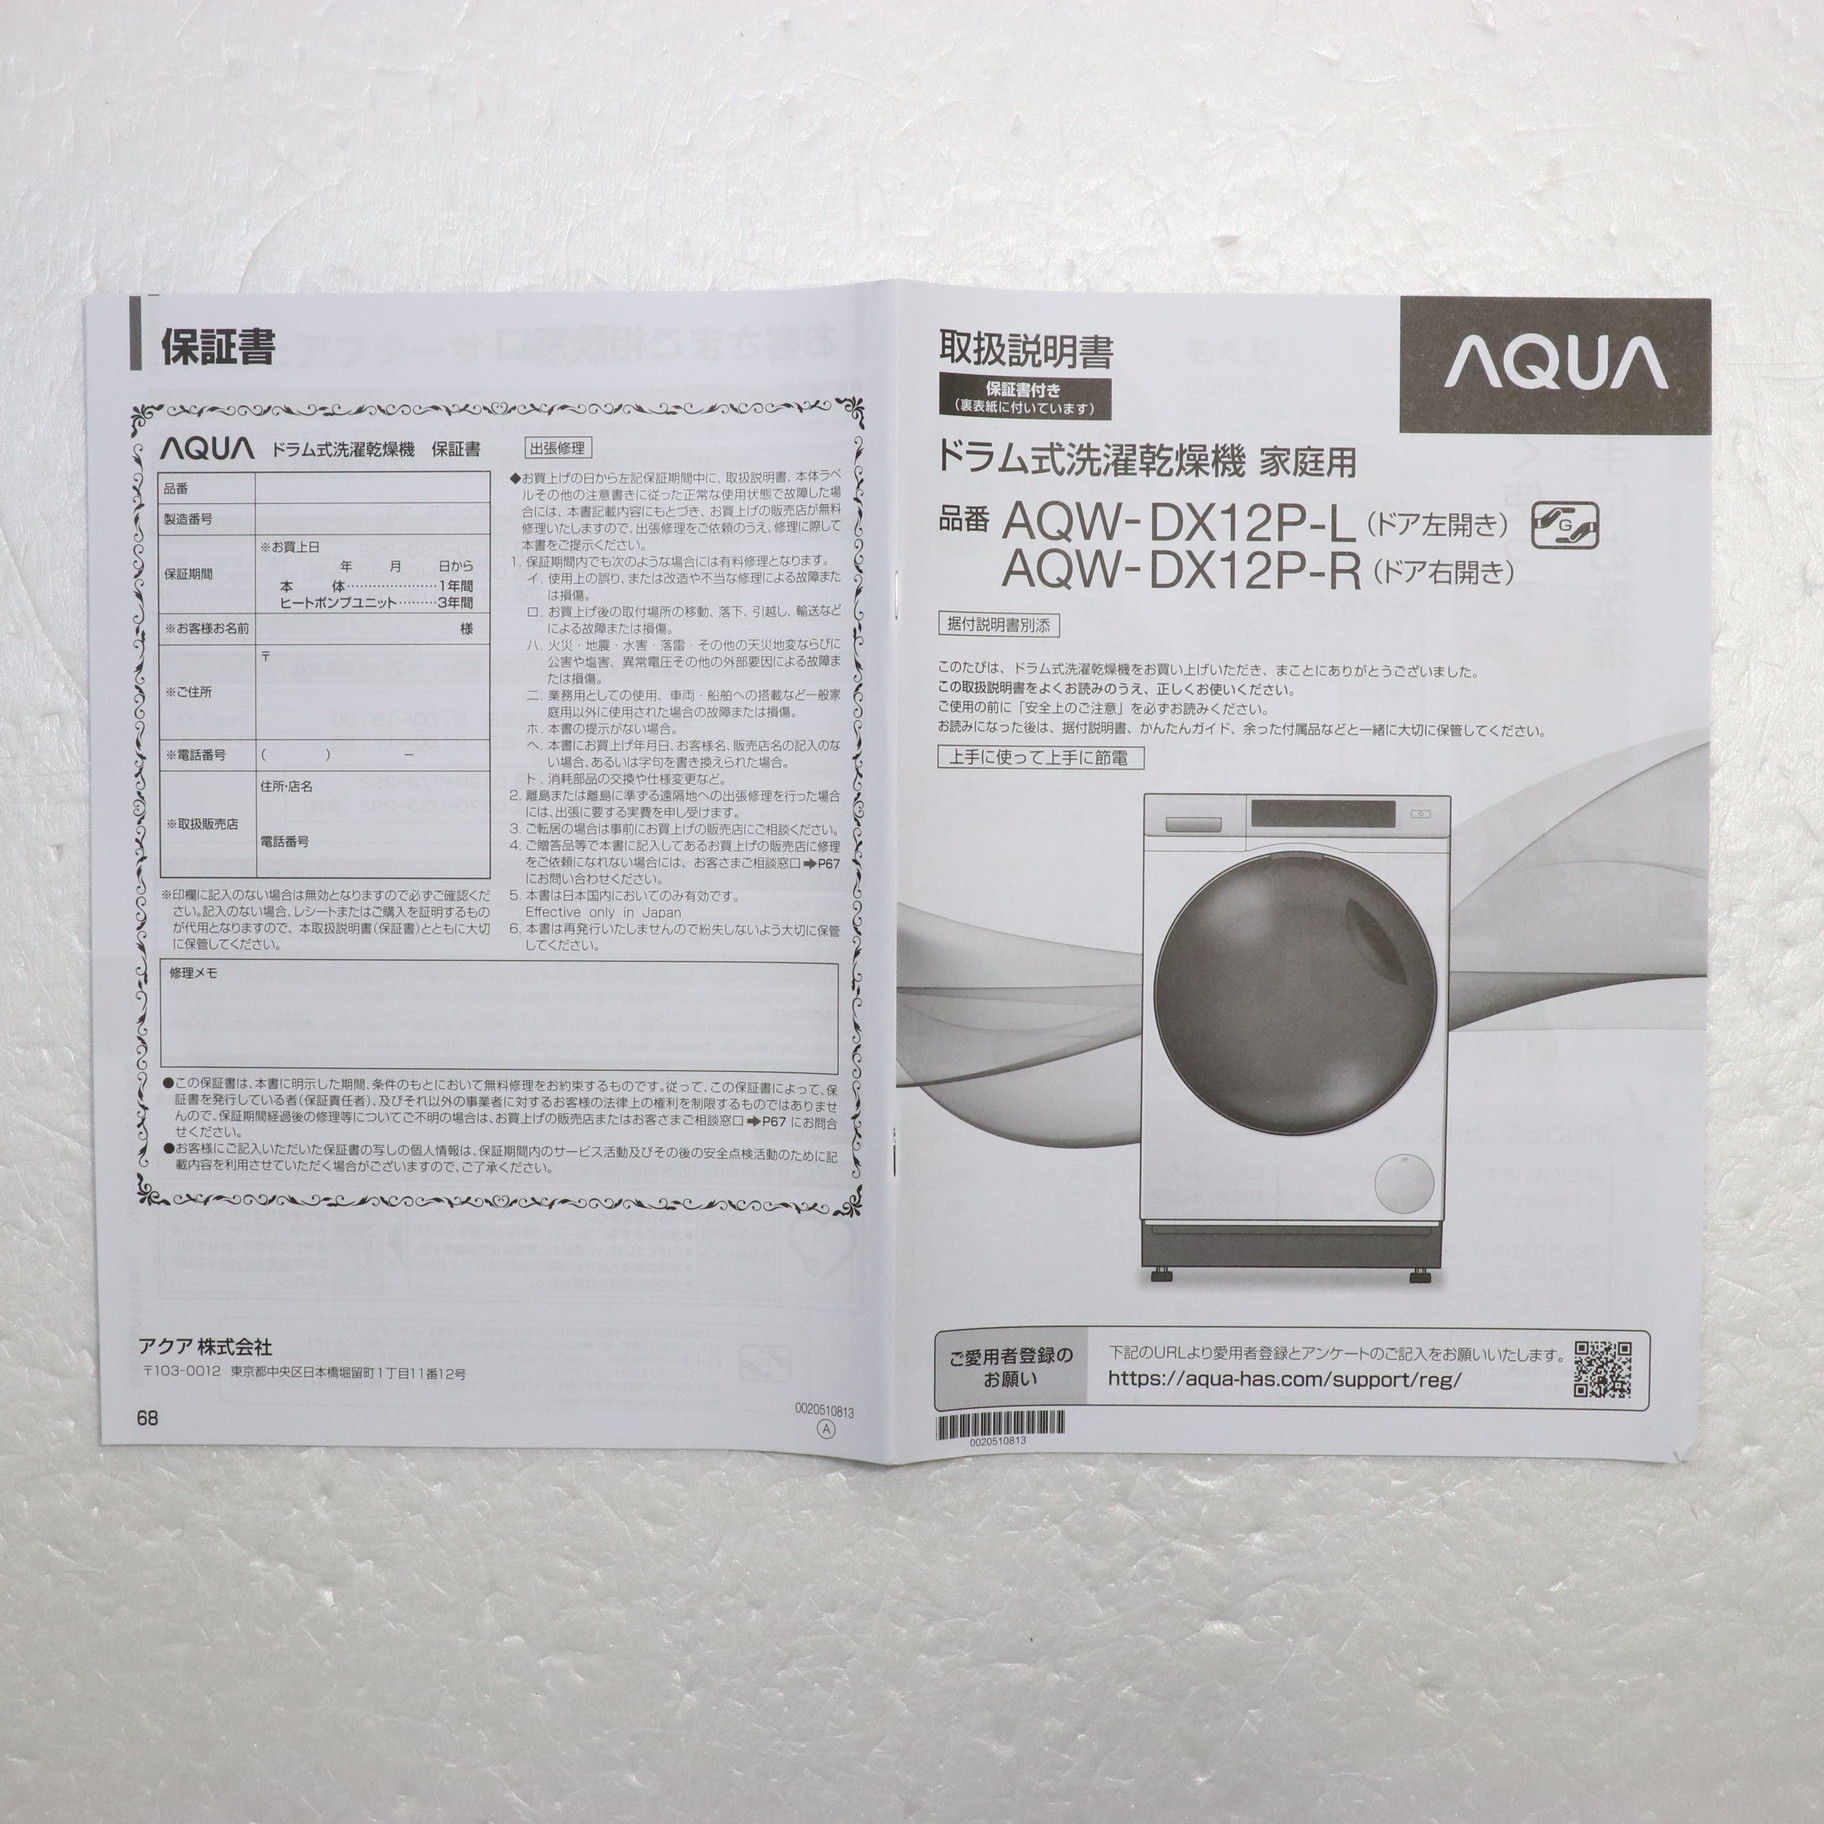 保証書
AQUA ドラム式洗濯乾燥機 保証書
品番
製造番号
保証期間
※お買上日
年 月 日から
本 体・・・・・・・・・・・・・・・・・・1年間
ヒートポンプユニット・・・・・・・・3年間
※お客様お名前 様
※ご住所
〒
※電話番号 ( ) −
※取扱販売店
住所・店名
電話番号
※印欄に記入のない場合は無効となりますので必ずご確認くだ
さい。記入のない場合、レシートまたはご購入を証明するもの
が代用となりますので、本取扱説明書(保証書)とともに大切
に保管してください。
出張修理
◆お買上げの日から左記保証期間中に、取扱説明書、本体ラベ
ルその他の注意書きに従った正常な使用状態で故障した場
合には、本書記載内容にもとづき、お買上げの販売店が無料
修理いたしますので、出張修理をご依頼のうえ、修理に際して
本書をご提示ください。
1. 保証期間内でも次のような場合には有料修理となります。
イ. 使用上の誤り、または改造や不当な修理による故障また
は損傷。
ロ. お買上げ後の取付場所の移動、落下、引越し、輸送など
による故障または損傷。
ハ. 火災・地震・水害・落雷・その他の天災地変ならびに
公害や塩害、異常電圧その他の外部要因による故障ま
たは損傷。
ニ. 業務用としての使用、車両・船舶への搭載など一般家
庭用以外に使用された場合の故障または損傷。
ホ. 本書の提示がない場合。
ヘ. 本書にお買上げ年月日、お客様名、販売店名の記入のな
い場合、あるいは字句を書き換えられた場合。
ト. 消耗部品の交換や仕様変更など。
2. 離島または離島に準ずる遠隔地への出張修理を行った場合
には、出張に要する実費を申し受けます。
3. ご転居の場合は事前にお買上げの販売店にご相談ください。
4. ご贈答品等で本書に記入してあるお買上げの販売店に修理
をご依頼になれない場合には、お客さまご相談窓口➡P67
にお問い合わせください。
5. 本書は日本国内においてのみ有効です。
Effective only in Japan
6. 本書は再発行いたしませんので紛失しないよう大切に保管
してください。
修理メモ
●この保証書は、本書に明示した期間、条件のもとにおいて無料修理をお約束するものです。従って、この保証書によって、保
証書を発行している者(保証責任者)、及びそれ以外の事業者に対するお客様の法律上の権利を制限するものではありませ
んので、保証期間経過後の修理等についてご不明の場合は、お買上げの販売店またはお客さまご相談窓口➡P67 にお問合
せください。
●お客様にご記入いただいた保証書の写しの個人情報は、保証期間内のサービス活動及びその後の安全点検活動のために記
載内容を利用させていただく場合がございますので、ご了承ください。
アクア 株式会社
〒103-0012 東京都中央区日本橋堀留町1丁目11番12号
68
0020510813
A
取扱説明書
保証書付き
(裏表紙に付いています)
AQUA
ドラム式洗濯乾燥機 家庭用
品番 AQW-DX12P-L (ドア左開き)
G
AQW-DX12P-R (ドア右開き)
据付説明書別添
このたびは、ドラム式洗濯乾燥機をお買い上げいただき、まことにありがとうございました。
この取扱説明書をよくお読みのうえ、正しくお使いください。
ご使用の前に「安全上のご注意」を必ずお読みください。
お読みになった後は、据付説明書、かんたんガイド、余った付属品などと一緒に大切に保管してください。
上手に使って上手に節電
ご愛用者登録の
お願い
下記のURLより愛用者登録とアンケートのご記入をお願いいたします。
https://aqua-has.com/support/reg/
0020510813